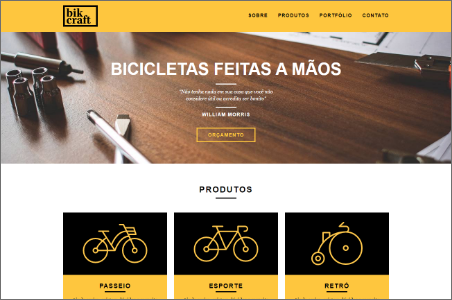 bik
craft
SOBRE PRODUTOS PORTFÓLIO CONTATO
BICICLETAS FEITAS A MÃOS
"Não tenha nada em sua casa que você não
considere útil ou acredita ser bonito"
WILLIAM MORRIS
ORÇAMENTO
PRODUTOS
PASSEIO ESPORTE RETRÔ